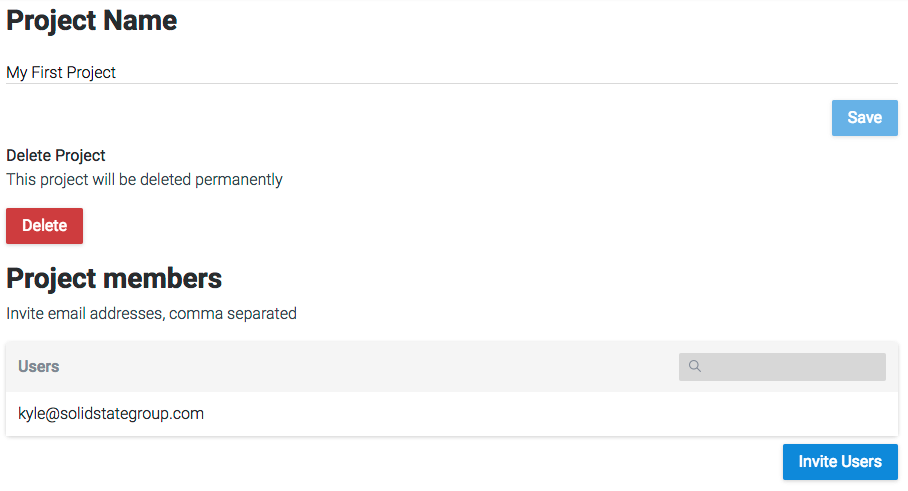 Project Name
My First Project
Save
Delete Project
This project will be deleted permanently
Delete
Project members
Invite email addresses, comma separated
Users
kyle@solidstategroup.com
Invite Users